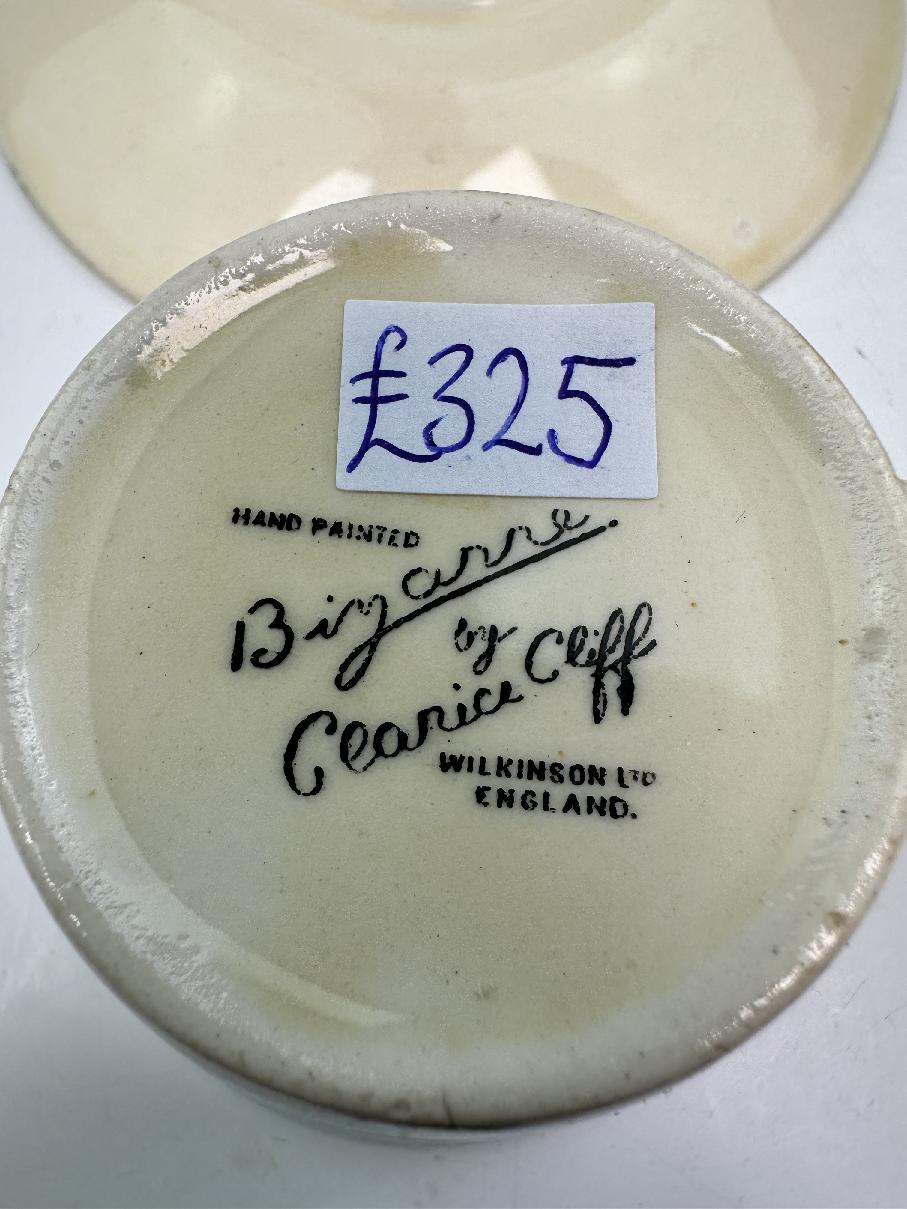 £325
HAND PAINTED
Bizarre
by
Clarice Cliff
WILKINSON LTD
ENGLAND.